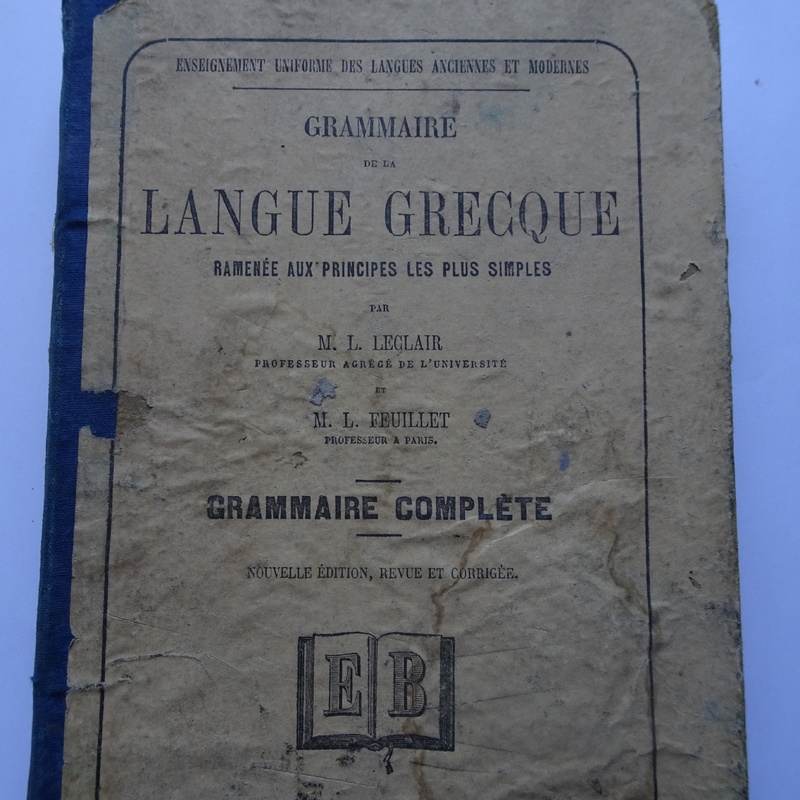 ENSEIGNEMENT UNIFORME DES LANGUES ANCIENNES ET MODERNES
GRAMMAIRE
DE LA
LANGUE GRECQUE
RAMENÉE AUX PRINCIPES LES PLUS SIMPLES
PAR
M. L. LECLAIR
PROFESSEUR AGRÉGÉ DE L'UNIVERSITÉ
ET
M. L. FEUILLET
PROFESSEUR A PARIS.
GRAMMAIRE COMPLÈTE
NOUVELLE ÉDITION, REVUE ET CORRIGÉE.
EB